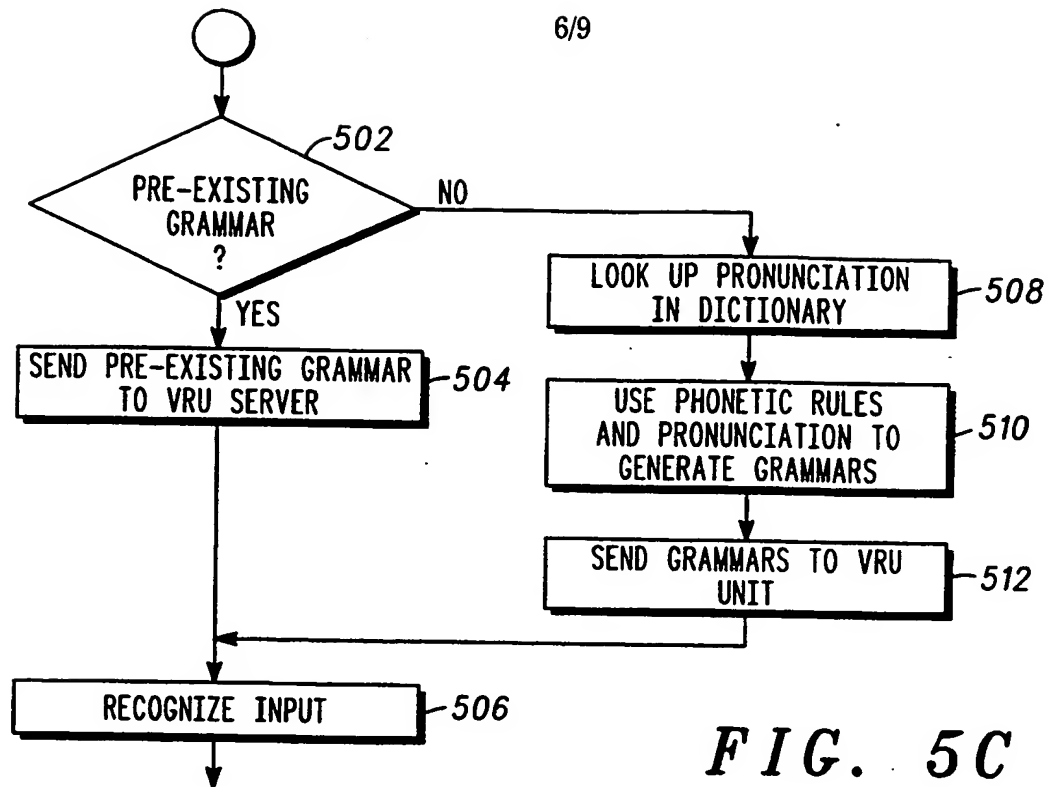 6/9
502
PRE-EXISTING
GRAMMAR
?
NO
YES
SEND PRE-EXISTING GRAMMAR
TO VRU SERVER
504
LOOK UP PRONUNCIATION
IN DICTIONARY
508
USE PHONETIC RULES
AND PRONUNCIATION TO
GENERATE GRAMMARS
510
SEND GRAMMARS TO VRU
UNIT
512
RECOGNIZE INPUT
506
FIG. 5C